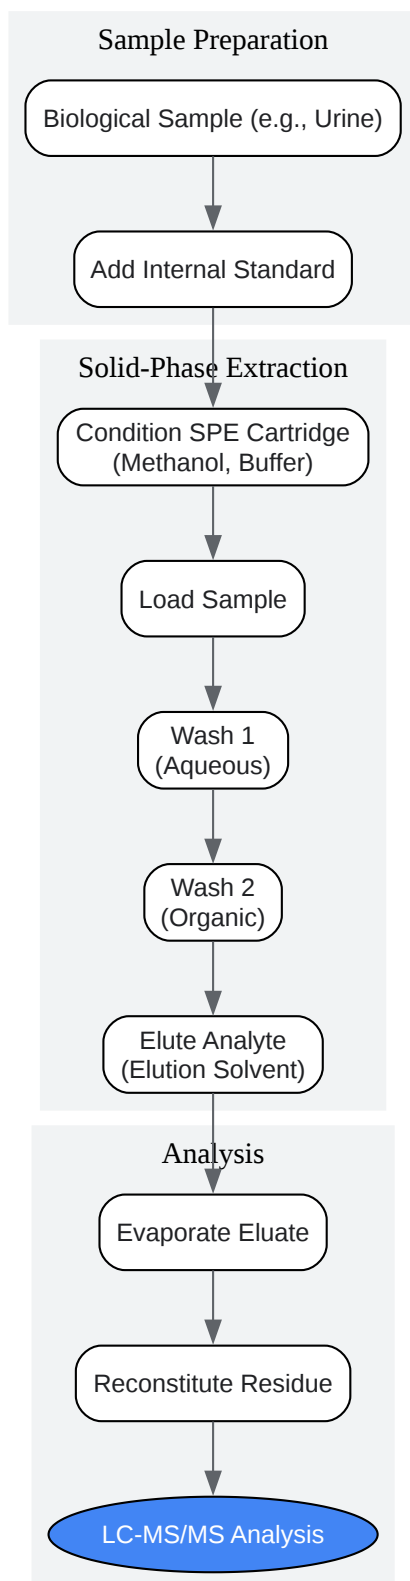 Sample Preparation
Biological Sample (e.g., Urine)
Add Internal Standard
Solid-Phase Extraction
Condition SPE Cartridge
(Methanol, Buffer)
Load Sample
Wash 1
(Aqueous)
Wash 2
(Organic)
Elute Analyte
(Elution Solvent)
Analysis
Evaporate Eluate
Reconstitute Residue
LC-MS/MS Analysis